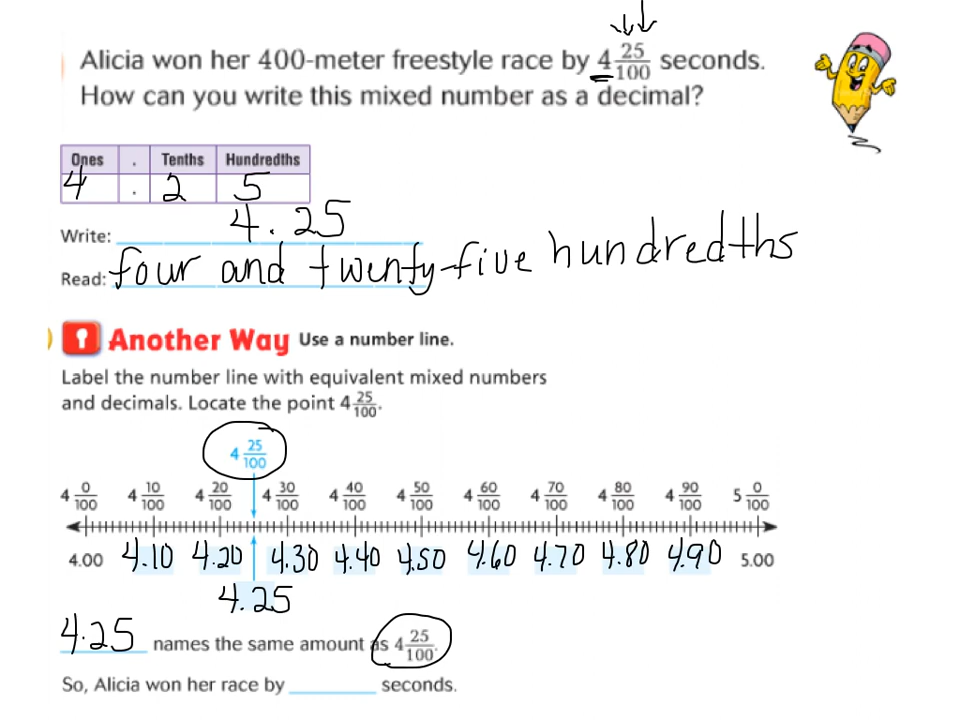 Alicia won her 400-meter freestyle race by 4 25/100 seconds.
How can you write this mixed number as a decimal?
Ones . Tenths Hundredths
4 . 2 5
Write: 4.25
Read: four and twenty-five hundredths
Another Way Use a number line.
Label the number line with equivalent mixed numbers
and decimals. Locate the point 4 25/100.
4 25/100
4 0/100 4 10/100 4 20/100 4 30/100 4 40/100 4 50/100 4 60/100 4 70/100 4 80/100 4 90/100 5 0/100
4.00 4.10 4.20 4.30 4.40 4.50 4.60 4.70 4.80 4.90 5.00
4.25
4.25 names the same amount as 4 25/100.
So, Alicia won her race by ______ seconds.